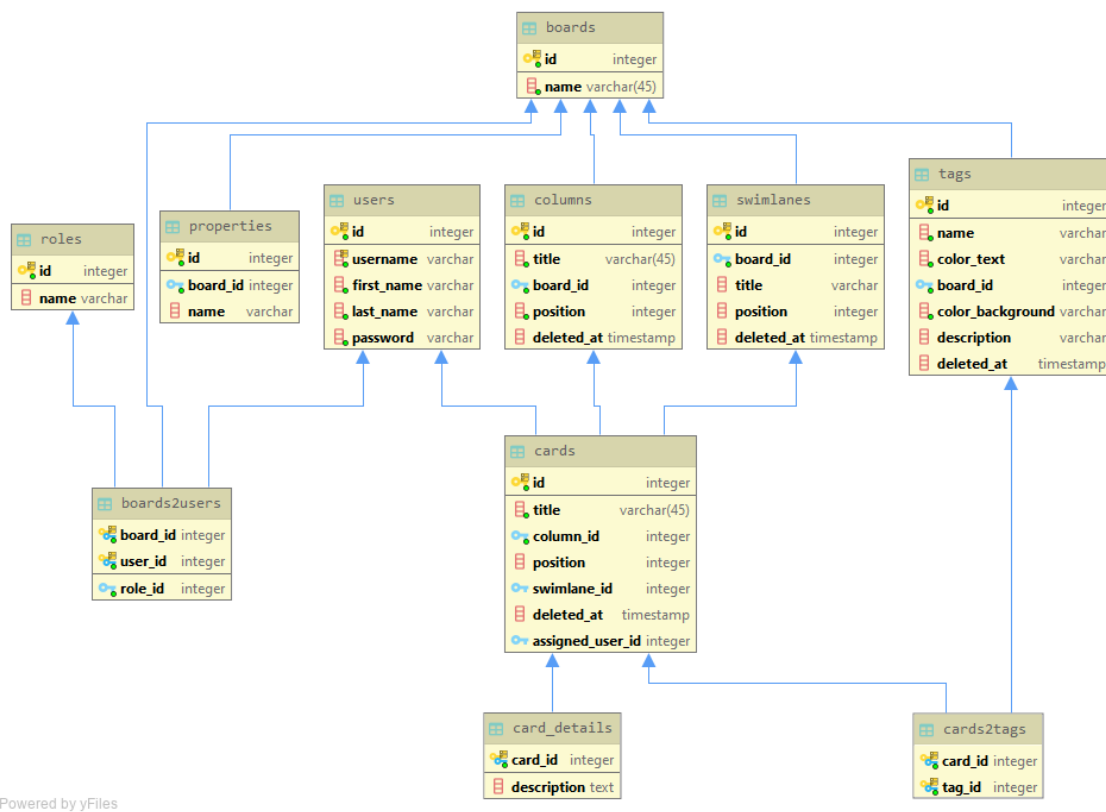 boards
id integer
name varchar(45)
users
id integer
username varchar
first_name varchar
last_name varchar
password varchar
columns
id integer
title varchar(45)
board_id integer
position integer
deleted_at timestamp
swimlanes
id integer
board_id integer
title varchar
position integer
deleted_at timestamp
tags
id integer
name varchar
color_text varchar
board_id integer
color_background varchar
description varchar
deleted_at timestamp
roles
id integer
name varchar
properties
id integer
board_id integer
name varchar
cards
id integer
title varchar(45)
column_id integer
position integer
swimlane_id integer
deleted_at timestamp
assigned_user_id integer
boards2users
board_id integer
user_id integer
role_id integer
card_details
card_id integer
description text
cards2tags
card_id integer
tag_id integer
Powered by yFiles